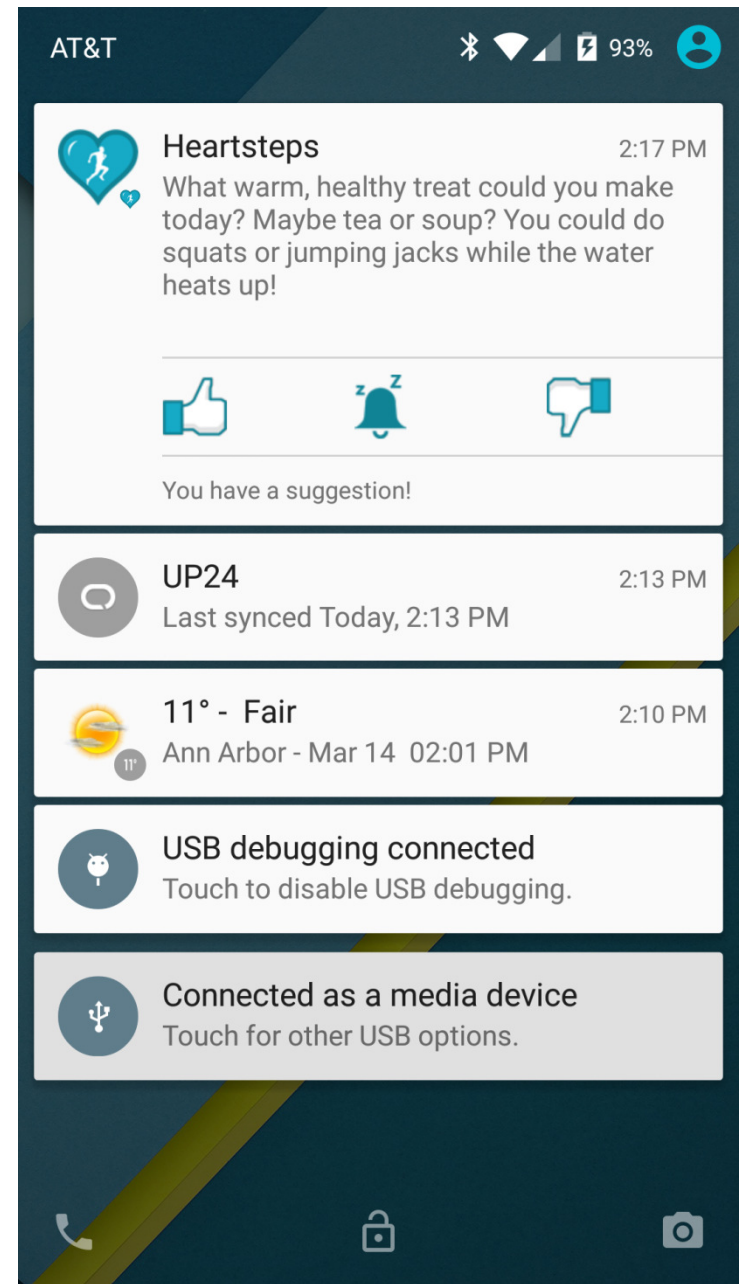 AT&T 93%
Heartsteps 2:17 PM
What warm, healthy treat could you make
today? Maybe tea or soup? You could do
squats or jumping jacks while the water
heats up!
z z
You have a suggestion!
UP24 2:13 PM
Last synced Today, 2:13 PM
11° - Fair 2:10 PM
11°
Ann Arbor - Mar 14 02:01 PM
USB debugging connected
Touch to disable USB debugging.
Connected as a media device
Touch for other USB options.